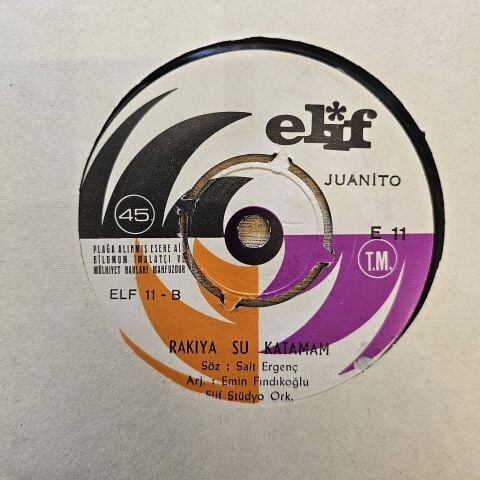 elif
JUANİTO
45
E 11
T.M.
PLAĞA ALINMIŞ ESERE Aİ
BİLUMUM İMALATÇI V
MÜLKİYET HAKLARI MAHFUZDUR
ELF 11 - B
RAKIYA SU KATAMAM
Söz : Sait Ergenç
Arj. : Emin Fındıkoğlu
Elif Stüdyo Ork.